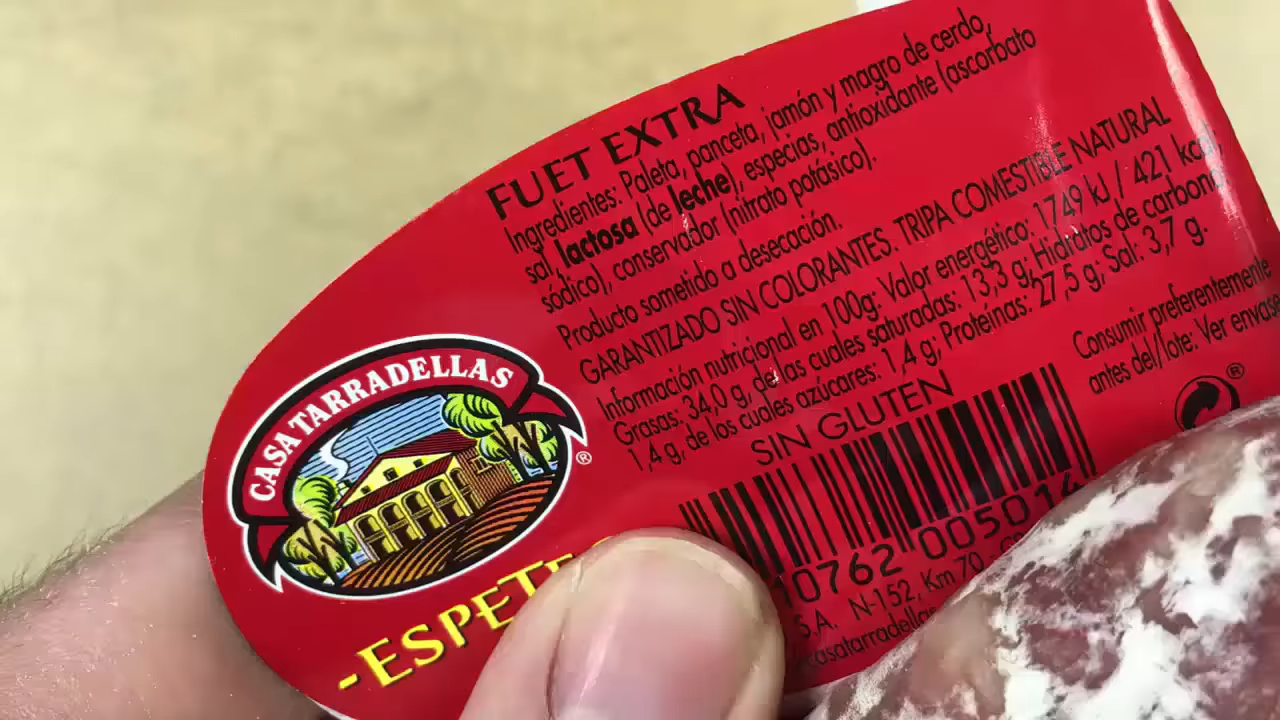 FUET EXTRA
Ingredientes: Paleta, panceta, jamón y magro de cerdo,
sal, lactosa (de leche), especias, antioxidante (ascorbato
sódico), conservador (nitrato potásico).
Producto sometido a desecación.
GARANTIZADO SIN COLORANTES. TRIPA COMESTIBLE NATURAL
Información nutricional en 100g: Valor energético: 1749 kJ / 421 kcal,
Grasas: 34,0 g, de las cuales saturadas: 13,3 g; Hidratos de carbono
1,4 g, de los cuales azúcares: 1,4 g; Proteínas: 27,5 g; Sal: 3,7 g.
SIN GLUTEN
Consumir preferentemente
antes del/lote: Ver envase
CASA TARRADELLAS
®
®
0762 00501
S.A. N-152, Km 70
casatarradellas
-ESPETE